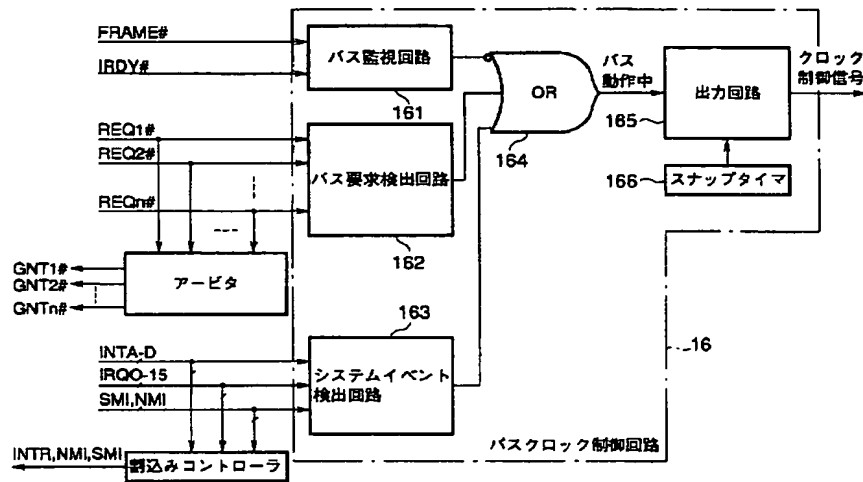 FRAME#
IRDY#
バス監視回路
161
REQ1#
REQ2#
REQn#
バス要求検出回路
162
OR
164
バス
動作中
出力回路
165
クロック
制御信号
166
スナップタイマ
GNT1#
GNT2#
GNTn#
アービタ
163
INTA-D
IRQ0-15
SMI,NMI
システムイベント
検出回路
16
バスクロック制御回路
INTR,NMI,SMI
割込みコントローラ